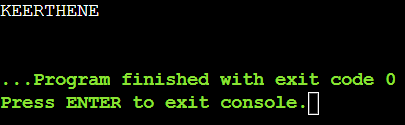 KEERTHENE
...Program finished with exit code 0
Press ENTER to exit console.